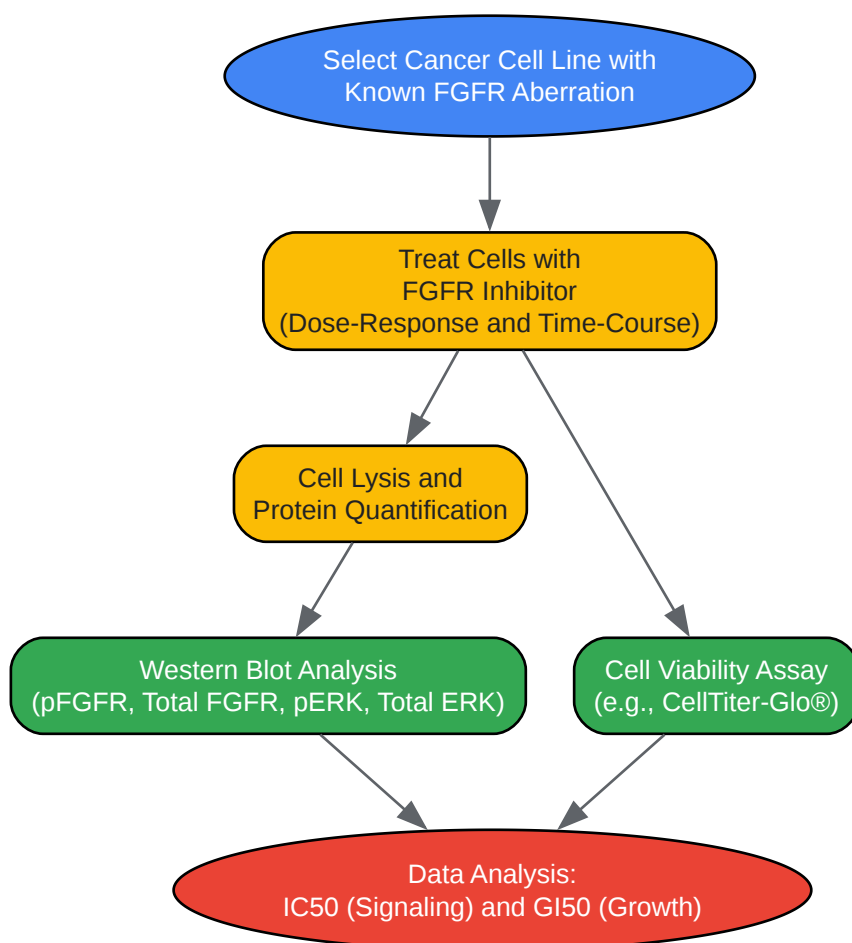 Select Cancer Cell Line with
Known FGFR Aberration
Treat Cells with
FGFR Inhibitor
(Dose-Response and Time-Course)
Cell Lysis and
Protein Quantification
Western Blot Analysis
(pFGFR, Total FGFR, pERK, Total ERK)
Cell Viability Assay
(e.g., CellTiter-Glo®)
Data Analysis:
IC50 (Signaling) and GI50 (Growth)